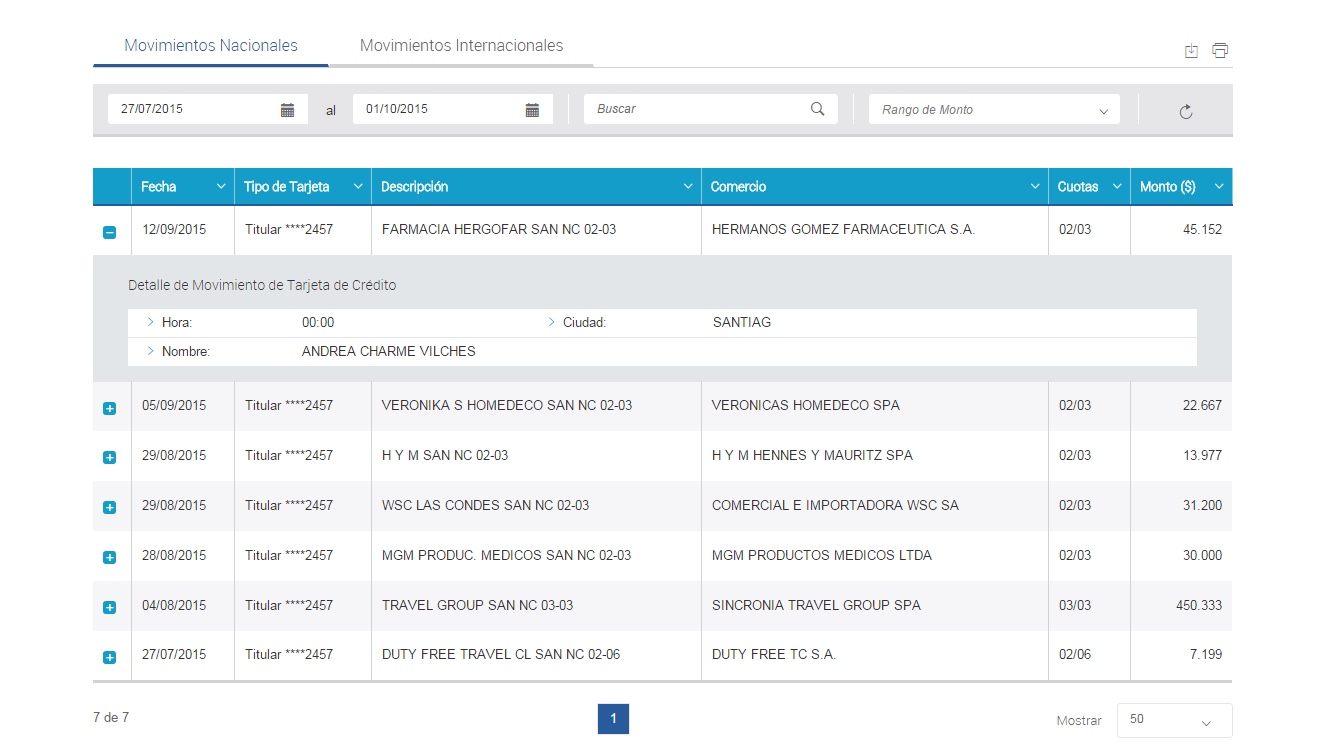 Movimientos Nacionales Movimientos Internacionales
27/07/2015 al 01/10/2015 Buscar Rango de Monto
Fecha Tipo de Tarjeta Descripción Comercio Cuotas Monto ($)
12/09/2015 Titular ****2457 FARMACIA HERGOFAR SAN NC 02-03 HERMANOS GOMEZ FARMACEUTICA S.A. 02/03 45.152
Detalle de Movimiento de Tarjeta de Crédito
Hora: 00:00 Ciudad: SANTIAG
Nombre: ANDREA CHARME VILCHES
05/09/2015 Titular ****2457 VERONIKA S HOMEDECO SAN NC 02-03 VERONICAS HOMEDECO SPA 02/03 22.667
29/08/2015 Titular ****2457 H Y M SAN NC 02-03 H Y M HENNES Y MAURITZ SPA 02/03 13.977
29/08/2015 Titular ****2457 WSC LAS CONDES SAN NC 02-03 COMERCIAL E IMPORTADORA WSC SA 02/03 31.200
28/08/2015 Titular ****2457 MGM PRODUC. MEDICOS SAN NC 02-03 MGM PRODUCTOS MEDICOS LTDA 02/03 30.000
04/08/2015 Titular ****2457 TRAVEL GROUP SAN NC 03-03 SINCRONIA TRAVEL GROUP SPA 03/03 450.333
27/07/2015 Titular ****2457 DUTY FREE TRAVEL CL SAN NC 02-06 DUTY FREE TC S.A. 02/06 7.199
7 de 7 1 Mostrar 50